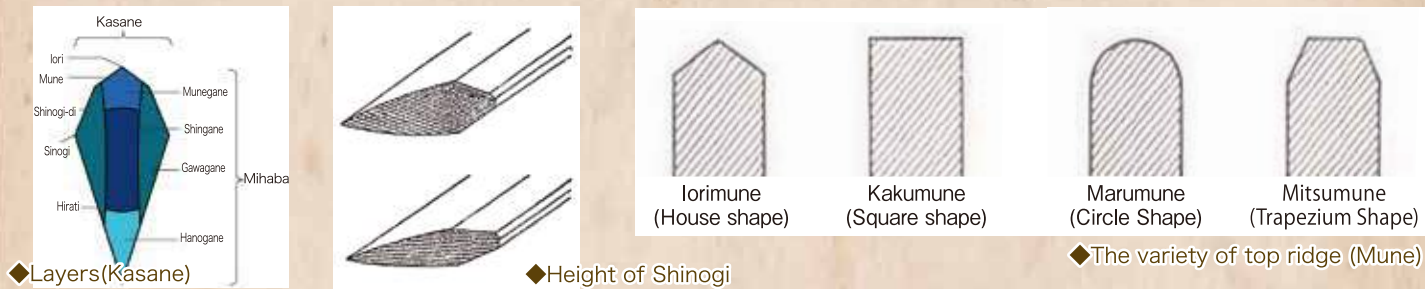 Kasane
Iori
Mune
Munegane
Shinogi-di
Shingane
Sinogi
Gawagane
Mihaba
Hirati
Hanogane
◆Layers(Kasane)
◆Height of Shinogi
Iorimune
(House shape)
Kakumune
(Square shape)
Marumune
(Circle Shape)
Mitsumune
(Trapezium Shape)
◆The variety of top ridge (Mune)